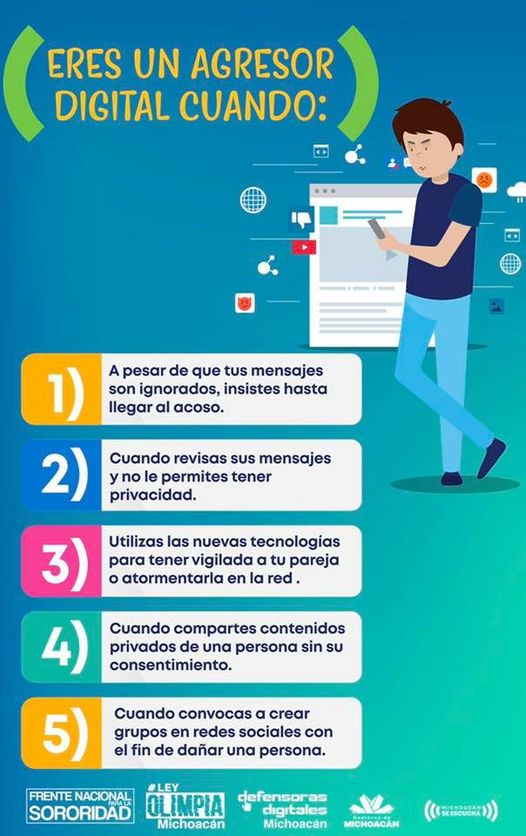 ERES UN AGRESOR
DIGITAL CUANDO:
1)
A pesar de que tus mensajes
son ignorados, insistes hasta
llegar al acoso.
2)
Cuando revisas sus mensajes
y no le permites tener
privacidad.
3)
Utilizas las nuevas tecnologías
para tener vigilada a tu pareja
o atormentarla en la red .
4)
Cuando compartes contenidos
privados de una persona sin su
consentimiento.
5)
Cuando convocas a crear
grupos en redes sociales con
el fin de dañar una persona.
FRENTE NACIONAL
PARA LA
SORORIDAD
#LEY
OLIMPIA
Michoacán
defensoras
digitales
Michoacán
Gobierno de
MICHOACÁN
MICHOACÁN
SE ESCUCHA